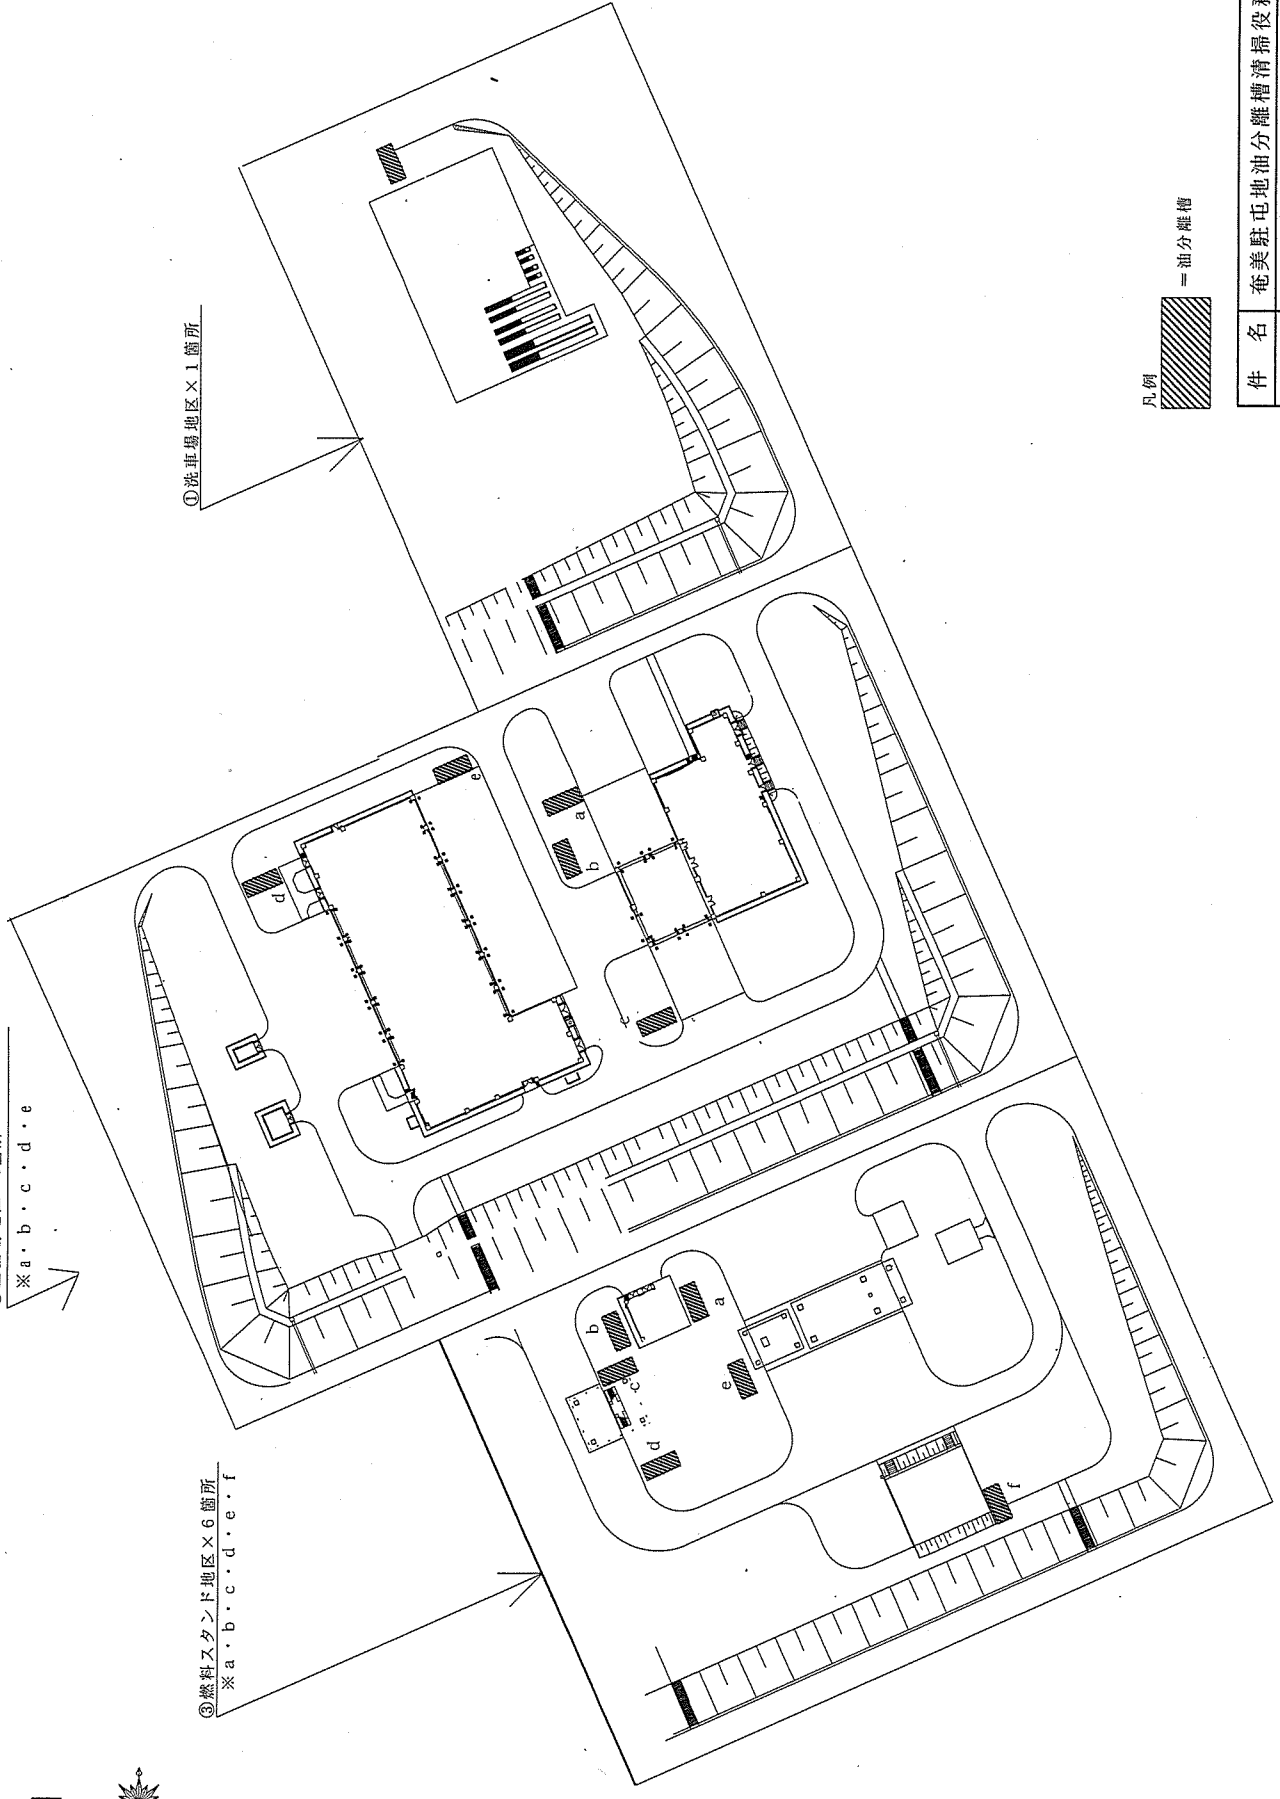 ①洗車場地区×1箇所
※a・b・c・d・e
③燃料スタンド地区×6箇所
※a・b・c・d・e・f
d
e
a
b
c
b
a
c
e
d
f
凡例
=油分離槽
件 名 奄美駐屯地油分離槽清掃役